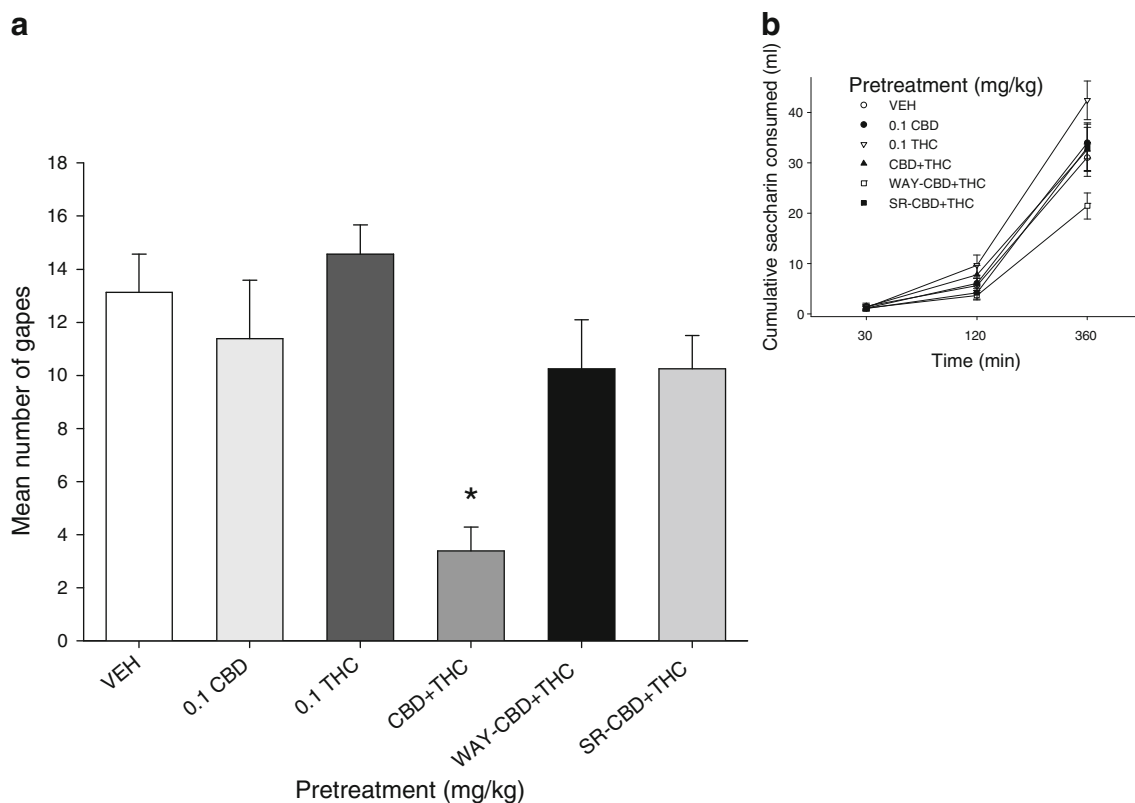 a
18
16
14
12
10
8
6
4
2
0
Mean number of gapes
*
VEH
0.1 CBD
0.1 THC
CBD+THC
WAY-CBD+THC
SR-CBD+THC
Pretreatment (mg/kg)
b
Cumulative saccharin consumed (ml)
40
30
20
10
0
Pretreatment (mg/kg)
VEH
0.1 CBD
0.1 THC
CBD+THC
WAY-CBD+THC
SR-CBD+THC
30 120 360
Time (min)